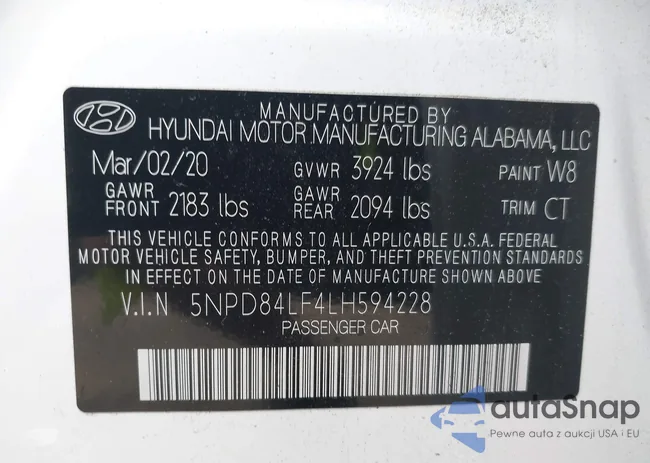 MANUFACTURED BY
HYUNDAI MOTOR MANUFACTURING ALABAMA, LLC
Mar/02/20 GVWR 3924 lbs PAINT W8
GAWR FRONT 2183 lbs GAWR REAR 2094 lbs TRIM CT
THIS VEHICLE CONFORMS TO ALL APPLICABLE U.S.A. FEDERAL
MOTOR VEHICLE SAFETY, BUMPER, AND THEFT PREVENTION STANDARDS
IN EFFECT ON THE DATE OF MANUFACTURE SHOWN ABOVE.
V.I.N 5NPD84LF4LH594228
PASSENGER CAR
autaSnap
Pewne auta z aukcji USA i EU